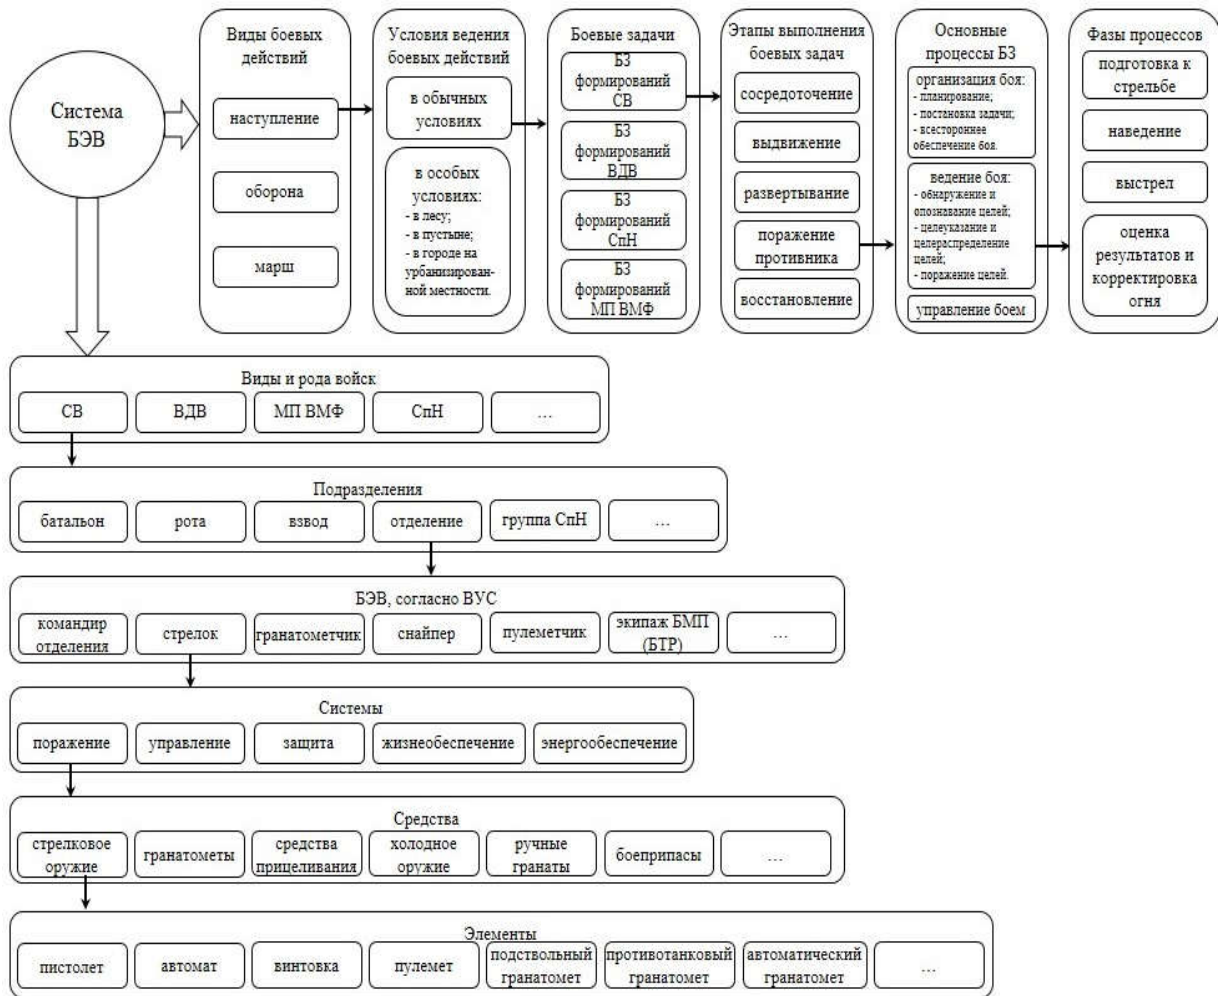 Система
БЭВ
Виды боевых
действий
наступление
оборона
марш
Условия ведения
боевых действий
в обычных
условиях
в особых
условиях:
- в лесу;
- в пустыне;
- в городе на
урбанизирован-
ной местности.
Боевые задачи
БЗ
формирований
СВ
БЗ
формирований
ВДВ
БЗ
формирований
СпН
БЗ
формирований
МП ВМФ
Этапы выполнения
боевых задач
сосредоточение
выдвижение
развертывание
поражение
противника
восстановление
Основные
процессы БЗ
организация боя:
- планирование;
- постановка задачи;
- всестороннее
обеспечение боя.
ведение боя:
- обнаружение и
опознавание целей;
- целеуказание и
целераспределение
целей;
- поражение целей.
управление боем
Фазы процессов
подготовка к
стрельбе
наведение
выстрел
оценка
результатов и
корректировка
огня
Виды и рода войск
СВ
ВДВ
МП ВМФ
СпН
...
Подразделения
батальон
рота
взвод
отделение
группа СпН
...
БЭВ, согласно ВУС
командир
отделения
стрелок
гранатометчик
снайпер
пулеметчик
экипаж БМП
(БТР)
...
Системы
поражение
управление
защита
жизнеобеспечение
энергообеспечение
Средства
стрелковое
оружие
гранатометы
средства
прицеливания
холодное
оружие
ручные
гранаты
боеприпасы
...
Элементы
пистолет
автомат
винтовка
пулемет
подствольный
гранатомет
противотанковый
гранатомет
автоматический
гранатомет
...